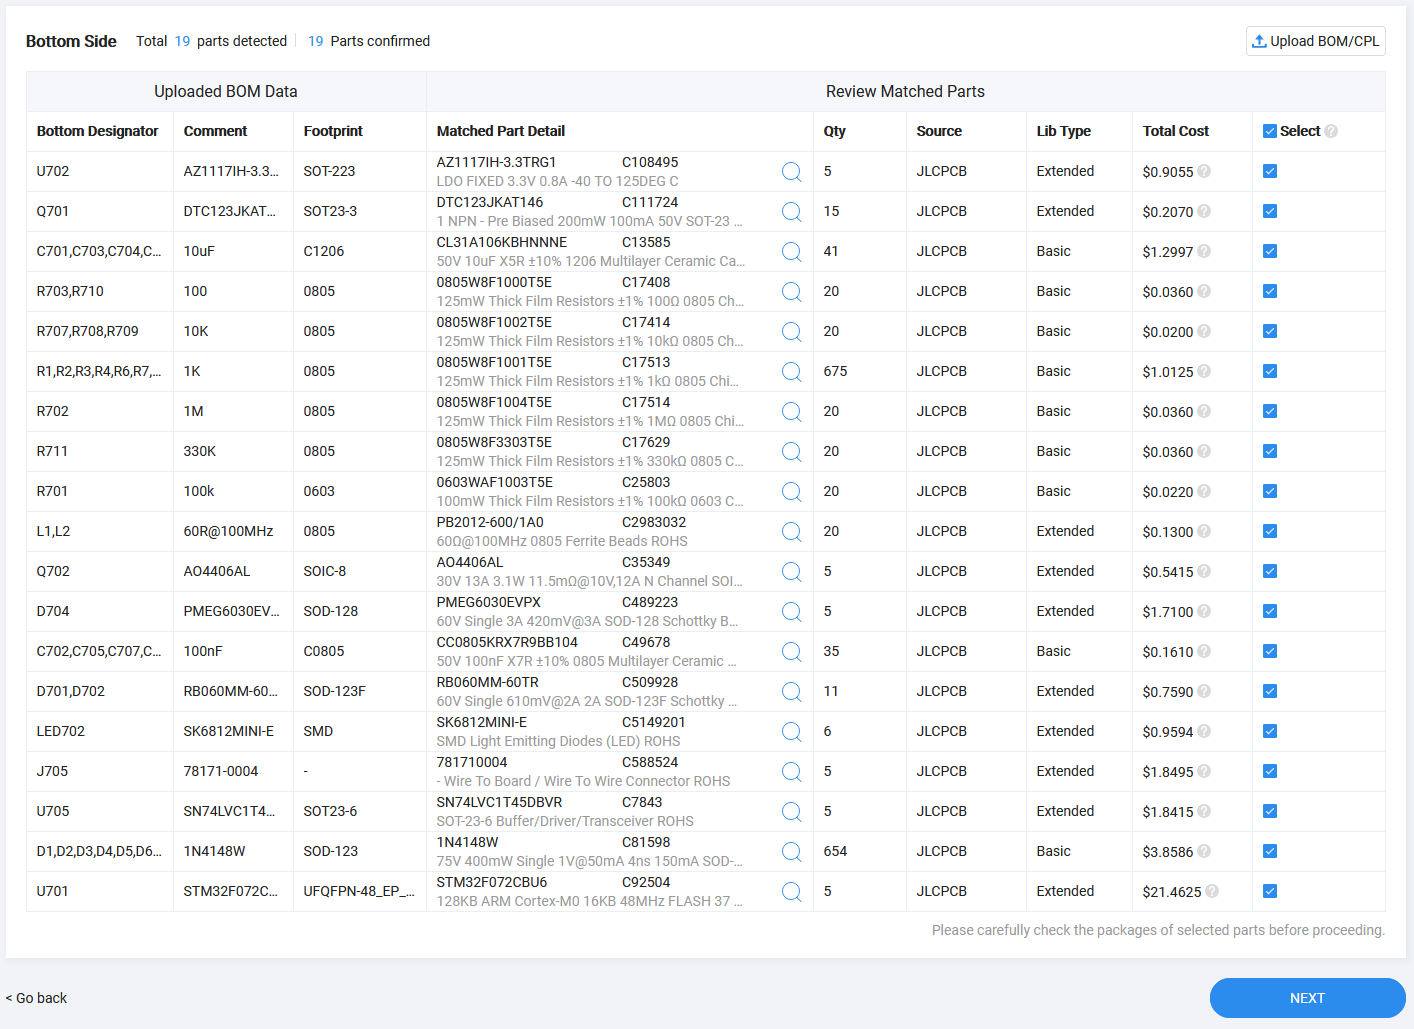 Bottom Side Total 19 parts detected 19 Parts confirmed Upload BOM/CPL
Uploaded BOM Data Review Matched Parts
Bottom Designator Comment Footprint Matched Part Detail Qty Source Lib Type Total Cost Select ?
U702 AZ1117IH-3.3... SOT-223 AZ1117IH-3.3TRG1 C108495 5 JLCPCB Extended $0.9055 ?
LDO FIXED 3.3V 0.8A -40 TO 125DEG C
Q701 DTC123JKAT... SOT23-3 DTC123JKAT146 C111724 15 JLCPCB Extended $0.2070 ?
1 NPN - Pre Biased 200mW 100mA 50V SOT-23 ...
C701,C703,C704,C... 10uF C1206 CL31A106KBHNNNE C13585 41 JLCPCB Basic $1.2997 ?
50V 10uF X5R ±10% 1206 Multilayer Ceramic Ca...
R703,R710 100 0805 0805W8F1000T5E C17408 20 JLCPCB Basic $0.0360 ?
125mW Thick Film Resistors ±1% 100Ω 0805 Ch...
R707,R708,R709 10K 0805 0805W8F1002T5E C17414 20 JLCPCB Basic $0.0200 ?
125mW Thick Film Resistors ±1% 10kΩ 0805 Ch...
R1,R2,R3,R4,R6,R7,... 1K 0805 0805W8F1001T5E C17513 675 JLCPCB Basic $1.0125 ?
125mW Thick Film Resistors ±1% 1kΩ 0805 Chi...
R702 1M 0805 0805W8F1004T5E C17514 20 JLCPCB Basic $0.0360 ?
125mW Thick Film Resistors ±1% 1MΩ 0805 Chi...
R711 330K 0805 0805W8F3303T5E C17629 20 JLCPCB Basic $0.0360 ?
125mW Thick Film Resistors ±1% 330kΩ 0805 C...
R701 100k 0603 0603WAF1003T5E C25803 20 JLCPCB Basic $0.0220 ?
100mW Thick Film Resistors ±1% 100kΩ 0603 C...
L1,L2 60R@100MHz 0805 PB2012-600/1A0 C2983032 20 JLCPCB Extended $0.1300 ?
60Ω@100MHz 0805 Ferrite Beads ROHS
Q702 AO4406AL SOIC-8 AO4406AL C35349 5 JLCPCB Extended $0.5415 ?
30V 13A 3.1W 11.5mΩ@10V,12A N Channel SOI...
D704 PMEG6030EV... SOD-128 PMEG6030EVPX C489223 5 JLCPCB Extended $1.7100 ?
60V Single 3A 420mV@3A SOD-128 Schottky B...
C702,C705,C707,C... 100nF C0805 CC0805KRX7R9BB104 C49678 35 JLCPCB Basic $0.1610 ?
50V 100nF X7R ±10% 0805 Multilayer Ceramic ...
D701,D702 RB060MM-60... SOD-123F RB060MM-60TR C509928 11 JLCPCB Extended $0.7590 ?
60V Single 610mV@2A 2A SOD-123F Schottky ...
LED702 SK6812MINI-E SMD SK6812MINI-E C5149201 6 JLCPCB Extended $0.9594 ?
SMD Light Emitting Diodes (LED) ROHS
J705 78171-0004 - 781710004 C588524 5 JLCPCB Extended $1.8495 ?
- Wire To Board / Wire To Wire Connector ROHS
U705 SN74LVC1T4... SOT23-6 SN74LVC1T45DBVR C7843 5 JLCPCB Extended $1.8415 ?
SOT-23-6 Buffer/Driver/Transceiver ROHS
D1,D2,D3,D4,D5,D6... 1N4148W SOD-123 1N4148W C81598 654 JLCPCB Basic $3.8586 ?
75V 400mW Single 1V@50mA 4ns 150mA SOD-...
U701 STM32F072C... UFQFPN-48_EP_... STM32F072CBU6 C92504 5 JLCPCB Extended $21.4625 ?
128KB ARM Cortex-M0 16KB 48MHz FLASH 37 ...
Please carefully check the packages of selected parts before proceeding.
< Go back NEXT